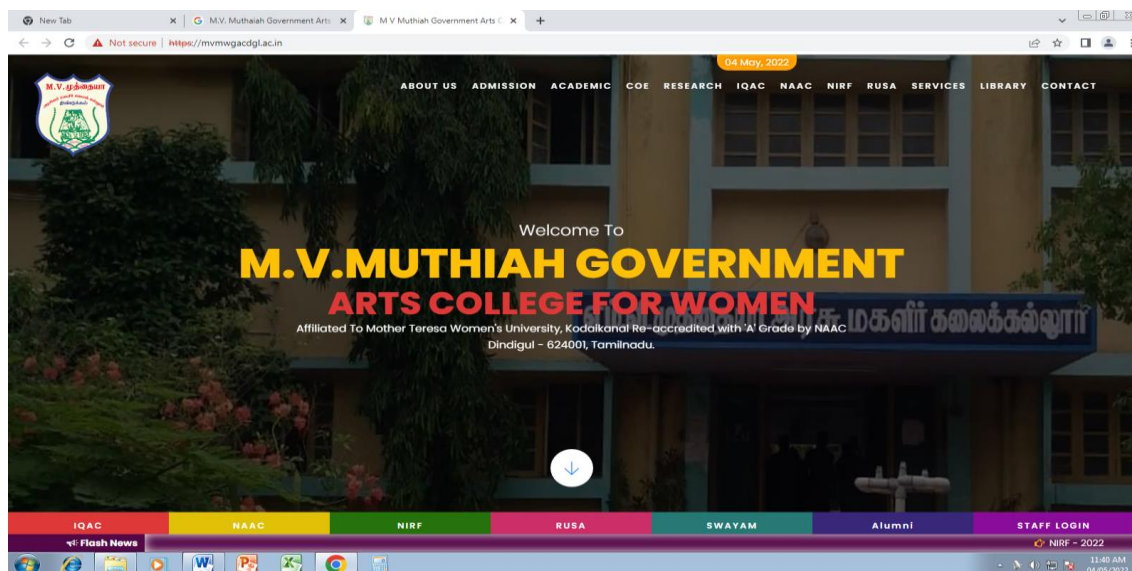 New Tab
M.V. Muthaiah Government Arts
M V Muthiah Government Arts C
Not secure
https://mvmwgacdgl.ac.in
04 May, 2022
M.V.முத்தையா
ABOUT US ADMISSION ACADEMIC COE RESEARCH IQAC NAAC NIRF RUSA SERVICES LIBRARY CONTACT
Welcome To
M.V.MUTHIAH GOVERNMENT
ARTS COLLEGE FOR WOMEN
மகளிர் கலைக்கல்லூரி
Affiliated To Mother Teresa Women's University, Kodaikanal Re-accredited with 'A' Grade by NAAC
Dindigul - 624001, Tamilnadu.
IQAC NAAC NIRF RUSA SWAYAM Alumni STAFF LOGIN
Flash News
NIRF - 2022
11:40 AM
04/05/2022